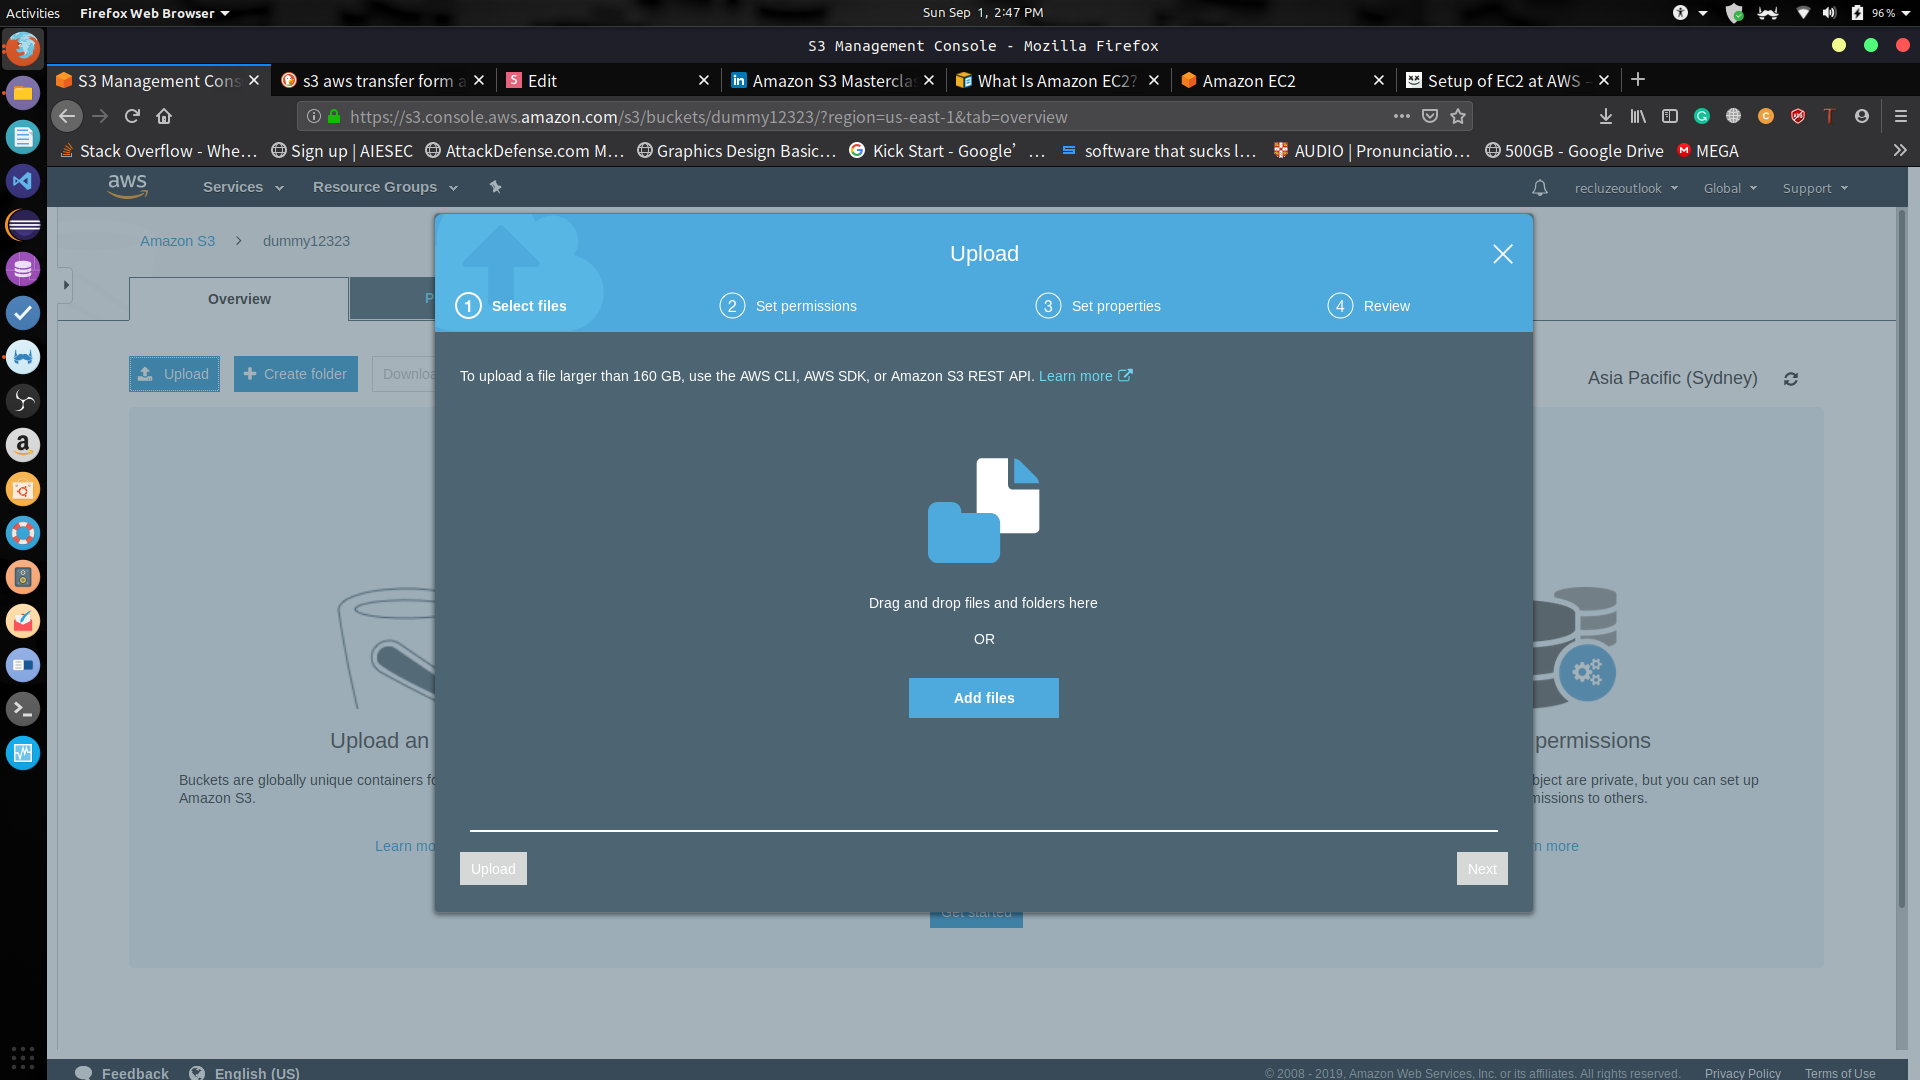 Activities Firefox Web Browser Sun Sep 1, 2:47 PM 96%
S3 Management Console - Mozilla Firefox
S3 Management Cons s3 aws transfer form a Edit Amazon S3 Mastercla What Is Amazon EC2? Amazon EC2 Setup of EC2 at AWS -
https://s3.console.aws.amazon.com/s3/buckets/dummy12323/?region=us-east-1&tab=overview
Stack Overflow - Whe… Sign up | AIESEC AttackDefense.com M… Graphics Design Basic… Kick Start - Google’ … software that sucks l… AUDIO | Pronunciatio… 500GB - Google Drive MEGA
aws Services Resource Groups recluzeoutlook Global Support
Amazon S3 dummy12323
Upload
Overview P
1 Select files 2 Set permissions 3 Set properties 4 Review
Upload Create folder Downloa
To upload a file larger than 160 GB, use the AWS CLI, AWS SDK, or Amazon S3 REST API. Learn more
Asia Pacific (Sydney)
Drag and drop files and folders here
OR
Add files
Upload an permissions
Buckets are globally unique containers fo bject are private, but you can set up
Amazon S3. missions to others.
Learn mo n more
Upload Next
Get started
Feedback English (US) © 2008 - 2019, Amazon Web Services, Inc. or its affiliates. All rights reserved. Privacy Policy Terms of Use